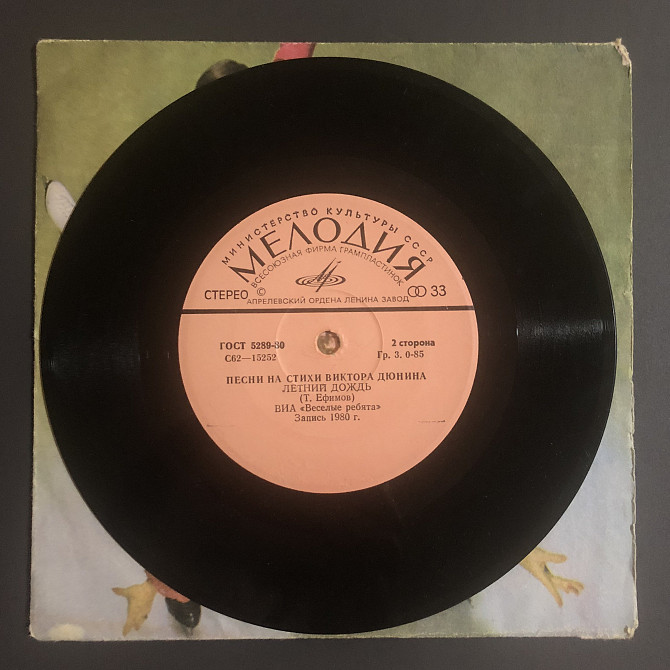 МИНИСТЕРСТВО КУЛЬТУРЫ СССР
МЕЛОДИЯ
ВСЕСОЮЗНАЯ ФИРМА ГРАМПЛАСТИНОК
СТЕРЕО
33
АПРЕЛЕВСКИЙ ОРДЕНА ЛЕНИНА ЗАВОД
ГОСТ 5289-80 2 сторона
С62—15252 Гр. 3. 0-85
ПЕСНИ НА СТИХИ ВИКТОРА ДЮНИНА
ЛЕТНИЙ ДОЖДЬ
(Т. Ефимов)
ВИА «Веселые ребята»
Запись 1980 г.